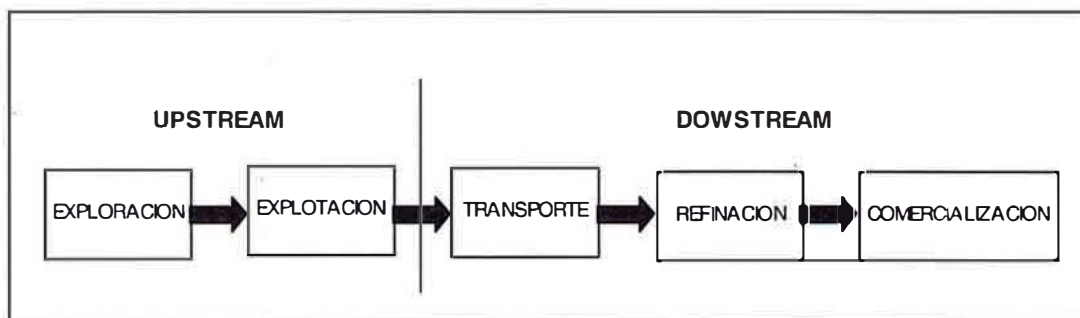 UPSTREAM
DOWSTREAM
EXPLORACION
EXPLOTACION
TRANSPORTE
REFINACION
COMERCIALIZACION